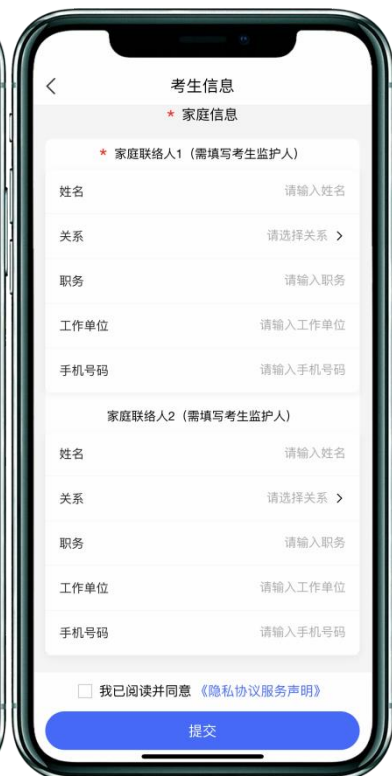 考生信息
* 家庭信息
* 家庭联络人1（需填写考生监护人）
姓名 请输入姓名
关系 请选择关系
职务 请输入职务
工作单位 请输入工作单位
手机号码 请输入手机号码
家庭联络人2（需填写考生监护人）
姓名 请输入姓名
关系 请选择关系
职务 请输入职务
工作单位 请输入工作单位
手机号码 请输入手机号码
我已阅读并同意 《隐私协议服务声明》
提交